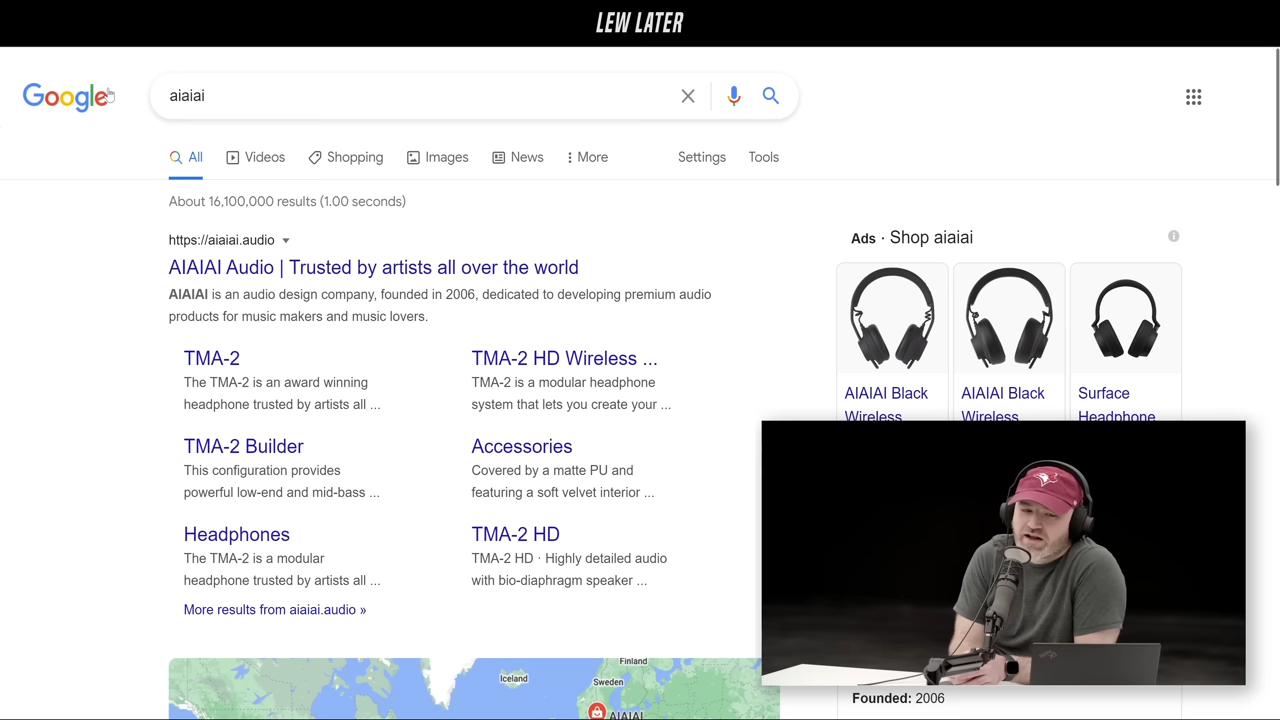 LEW LATER
Google
aiaiai
All
Videos
Shopping
Images
News
More
Settings
Tools
About 16,100,000 results (1.00 seconds)
https://aiaiai.audio
AIAIAI Audio | Trusted by artists all over the world
AIAIAI is an audio design company, founded in 2006, dedicated to developing premium audio
products for music makers and music lovers.
TMA-2
The TMA-2 is an award winning
headphone trusted by artists all ...
TMA-2 HD Wireless ...
TMA-2 is a modular headphone
system that lets you create your ...
TMA-2 Builder
This configuration provides
powerful low-end and mid-bass ...
Accessories
Covered by a matte PU and
featuring a soft velvet interior ...
Headphones
The TMA-2 is a modular
headphone trusted by artists all ...
TMA-2 HD
TMA-2 HD · Highly detailed audio
with bio-diaphragm speaker ...
More results from aiaiai.audio »
Finland
Iceland
Sweden
AIAIAI
Ads · Shop aiaiai
AIAIAI Black
Wireless
AIAIAI Black
Wireless
Surface
Headphone
Founded: 2006